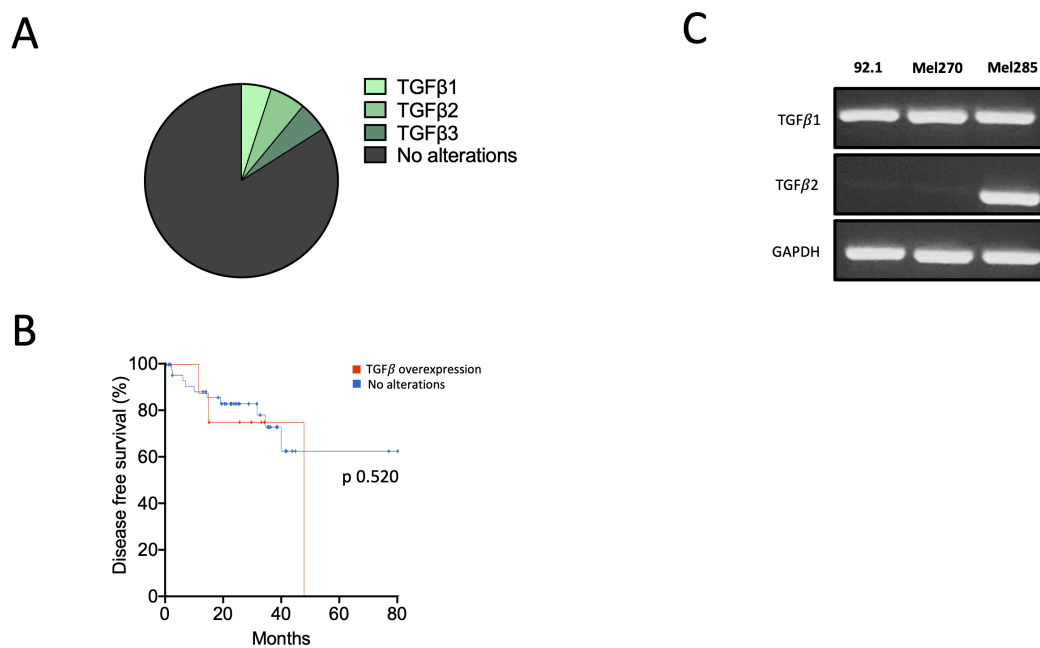 A
TGFβ1
TGFβ2
TGFβ3
No alterations
B
100
80
60
40
20
0
Disease free survival (%)
TGFβ overexpression
No alterations
p 0.520
0 20 40 60 80
Months
C
92.1 Mel270 Mel285
TGFβ1
TGFβ2
GAPDH